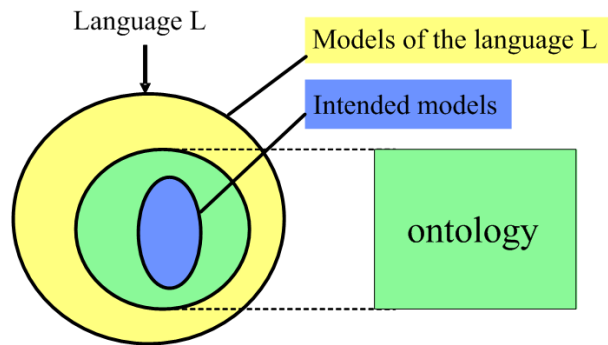 Language L
Models of the language L
Intended models
ontology